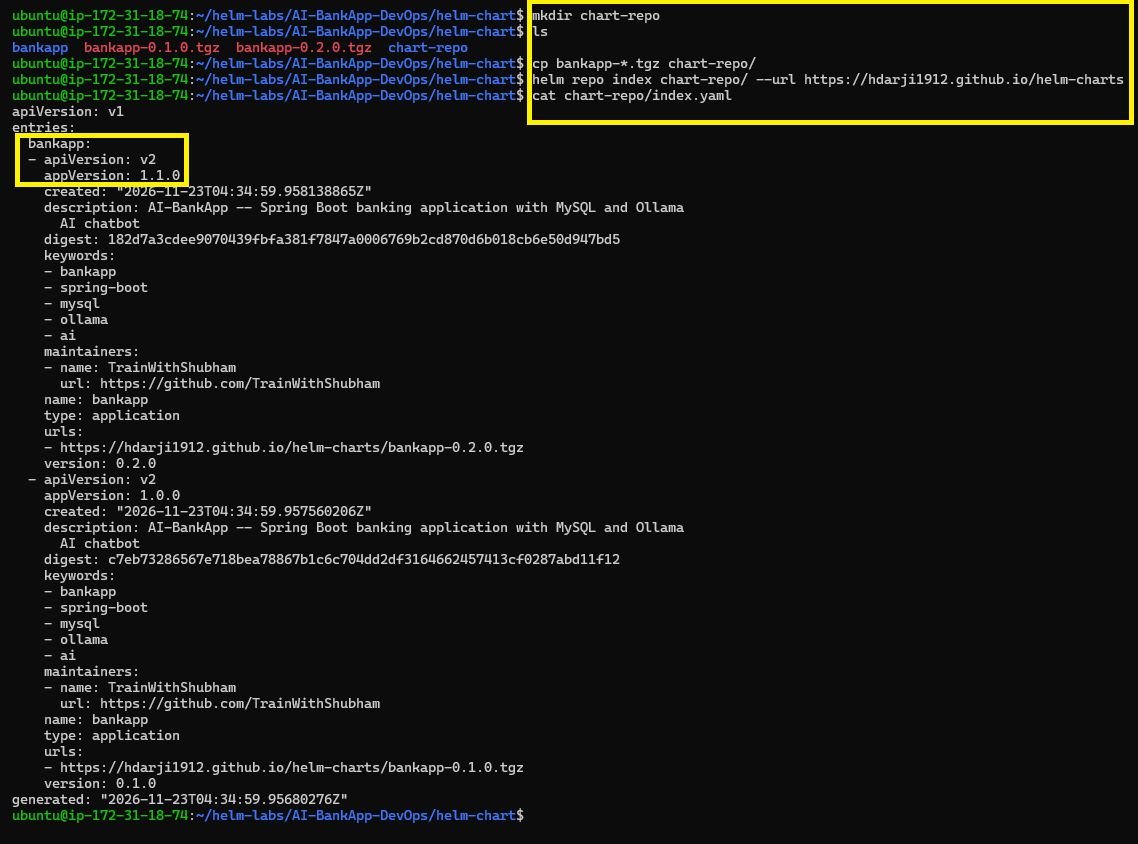 ubuntu@ip-172-31-18-74:~/helm-labs/AI-BankApp-DevOps/helm-chart$ mkdir chart-repo
ubuntu@ip-172-31-18-74:~/helm-labs/AI-BankApp-DevOps/helm-chart$ ls
bankapp  bankapp-0.1.0.tgz  bankapp-0.2.0.tgz  chart-repo
ubuntu@ip-172-31-18-74:~/helm-labs/AI-BankApp-DevOps/helm-chart$ cp bankapp-*.tgz chart-repo/
ubuntu@ip-172-31-18-74:~/helm-labs/AI-BankApp-DevOps/helm-chart$ helm repo index chart-repo/ --url https://hdarji1912.github.io/helm-charts
ubuntu@ip-172-31-18-74:~/helm-labs/AI-BankApp-DevOps/helm-chart$ cat chart-repo/index.yaml
apiVersion: v1
entries:
  bankapp:
  - apiVersion: v2
    appVersion: 1.1.0
    created: "2026-11-23T04:34:59.958138865Z"
    description: AI-BankApp -- Spring Boot banking application with MySQL and Ollama
      AI chatbot
    digest: 182d7a3cdee9070439fbfa381f7847a0006769b2cd870d6b018cb6e50d947bd5
    keywords:
    - bankapp
    - spring-boot
    - mysql
    - ollama
    - ai
    maintainers:
    - name: TrainWithShubham
      url: https://github.com/TrainWithShubham
    name: bankapp
    type: application
    urls:
    - https://hdarji1912.github.io/helm-charts/bankapp-0.2.0.tgz
    version: 0.2.0
  - apiVersion: v2
    appVersion: 1.0.0
    created: "2026-11-23T04:34:59.957560206Z"
    description: AI-BankApp -- Spring Boot banking application with MySQL and Ollama
      AI chatbot
    digest: c7eb73286567e718bea78867b1c6c704dd2df3164662457413cf0287abd11f12
    keywords:
    - bankapp
    - spring-boot
    - mysql
    - ollama
    - ai
    maintainers:
    - name: TrainWithShubham
      url: https://github.com/TrainWithShubham
    name: bankapp
    type: application
    urls:
    - https://hdarji1912.github.io/helm-charts/bankapp-0.1.0.tgz
    version: 0.1.0
generated: "2026-11-23T04:34:59.95680276Z"
ubuntu@ip-172-31-18-74:~/helm-labs/AI-BankApp-DevOps/helm-chart$